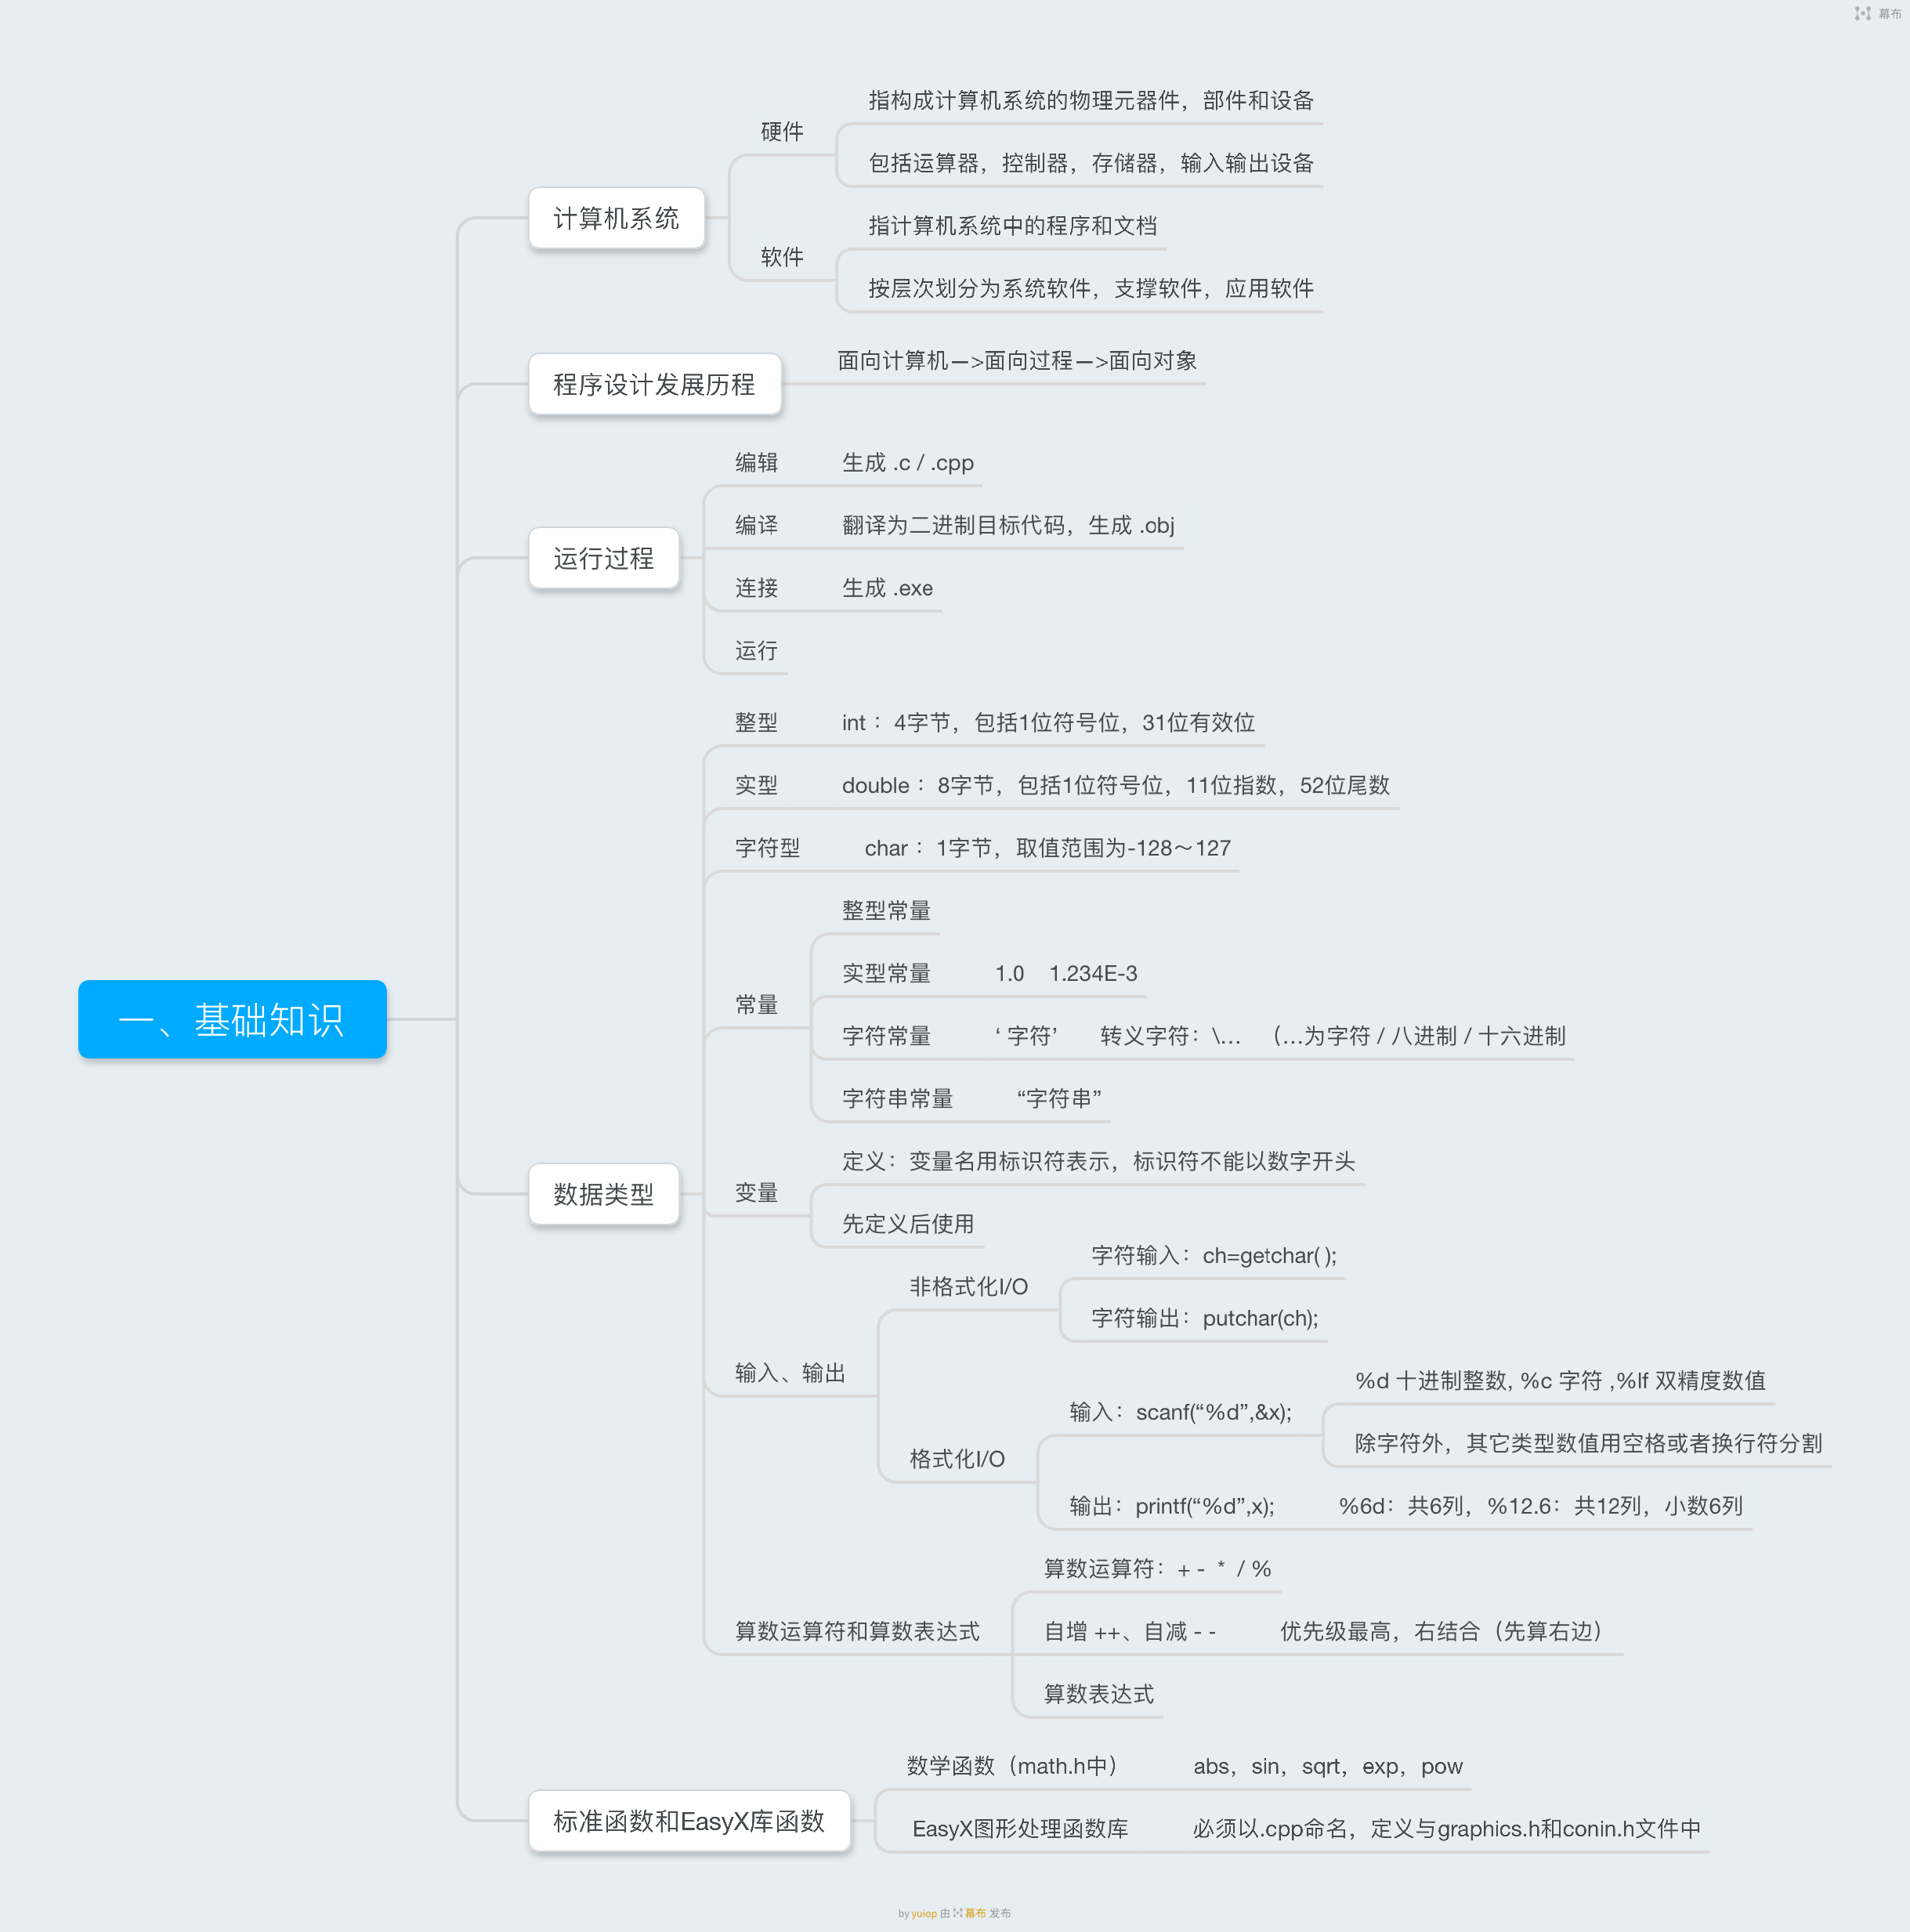 幕布
一、基础知识
计算机系统
硬件
指构成计算机系统的物理元器件，部件和设备
包括运算器，控制器，存储器，输入输出设备
软件
指计算机系统中的程序和文档
按层次划分为系统软件，支撑软件，应用软件
程序设计发展历程
面向计算机—>面向过程—>面向对象
运行过程
编辑 生成 .c / .cpp
编译 翻译为二进制目标代码，生成 .obj
连接 生成 .exe
运行
数据类型
整型 int ：4字节，包括1位符号位，31位有效位
实型 double ：8字节，包括1位符号位，11位指数，52位尾数
字符型 char ：1字节，取值范围为-128～127
常量
整型常量
实型常量 1.0 1.234E-3
字符常量 ‘ 字符’ 转义字符：\... （...为字符 / 八进制 / 十六进制
字符串常量 “字符串”
变量
定义：变量名用标识符表示，标识符不能以数字开头
先定义后使用
输入、输出
非格式化I/O
字符输入：ch=getchar( );
字符输出：putchar(ch);
格式化I/O
输入：scanf(“%d”,&x);
%d 十进制整数, %c 字符 ,%lf 双精度数值
除字符外，其它类型数值用空格或者换行符分割
输出：printf(“%d”,x); %6d：共6列，%12.6：共12列，小数6列
算数运算符和算数表达式
算数运算符：+ - * / %
自增 ++、自减 - - 优先级最高，右结合（先算右边）
算数表达式
标准函数和EasyX库函数
数学函数（math.h中） abs，sin，sqrt，exp，pow
EasyX图形处理函数库 必须以.cpp命名，定义与graphics.h和conin.h文件中
by yuiop 由 幕布 发布